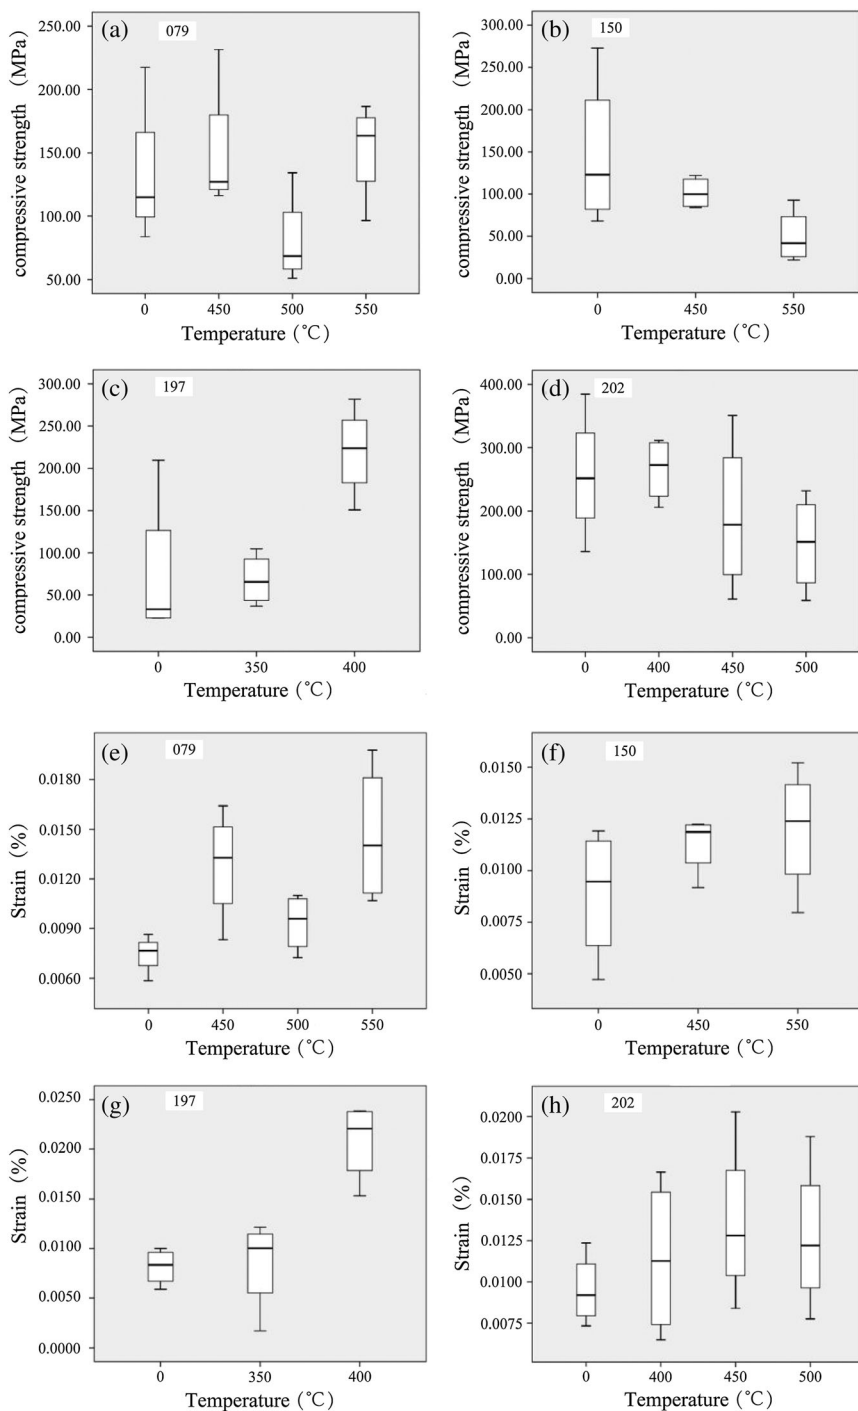 (a) 079
250.00
200.00
150.00
100.00
50.00
compressive strength (MPa)
0 450 500 550
Temperature (°C)
(b) 150
300.00
250.00
200.00
150.00
100.00
50.00
0.00
compressive strength (MPa)
0 450 550
Temperature (°C)
(c) 197
300.00
250.00
200.00
150.00
100.00
50.00
0.00
compressive strength (MPa)
0 350 400
Temperature (°C)
(d) 202
400.00
300.00
200.00
100.00
0.00
compressive strength (MPa)
0 400 450 500
Temperature (°C)
(e) 079
0.0180
0.0150
0.0120
0.0090
0.0060
Strain (%)
0 450 500 550
Temperature (°C)
(f) 150
0.0150
0.0125
0.0100
0.0075
0.0050
Strain (%)
0 450 550
Temperature (°C)
(g) 197
0.0250
0.0200
0.0150
0.0100
0.0050
0.0000
Strain (%)
0 350 400
Temperature (°C)
(h) 202
0.0200
0.0175
0.0150
0.0125
0.0100
0.0075
Strain (%)
0 400 450 500
Temperature (°C)